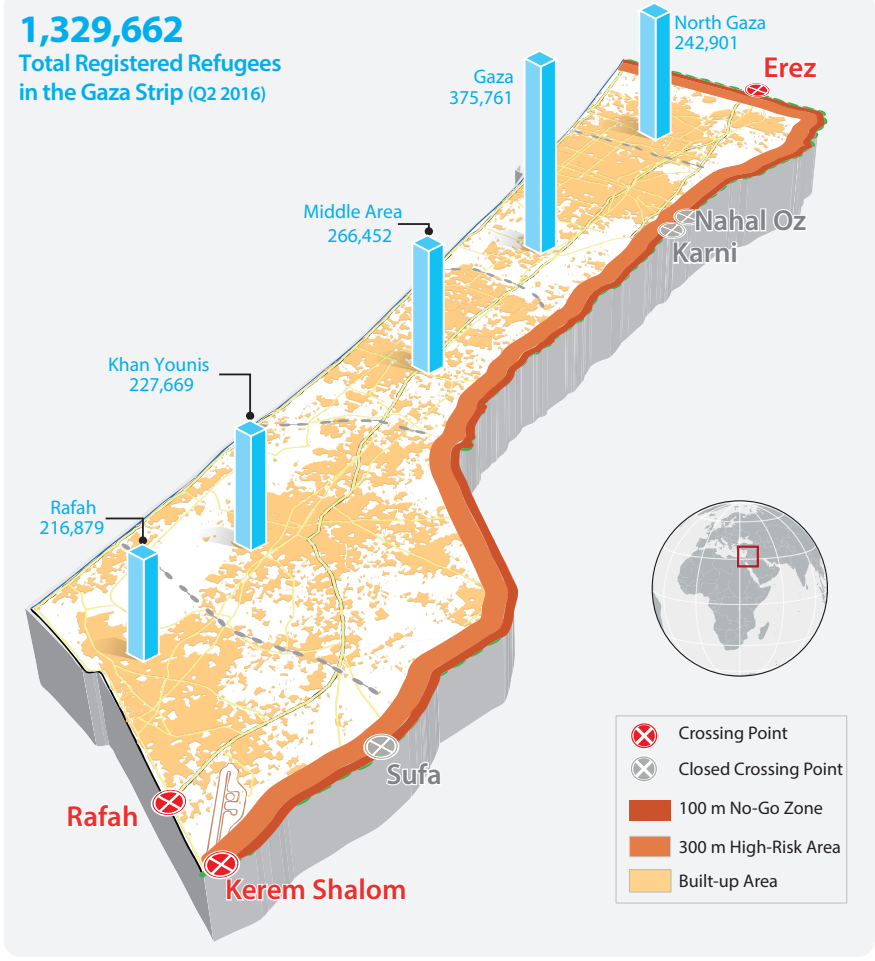 1,329,662
Total Registered Refugees
in the Gaza Strip (Q2 2016)
North Gaza
242,901
Erez
Gaza
375,761
Middle Area
266,452
Nahal Oz
Karni
Khan Younis
227,669
Rafah
216,879
Sufa
Rafah
Kerem Shalom
Crossing Point
Closed Crossing Point
100 m No-Go Zone
300 m High-Risk Area
Built-up Area